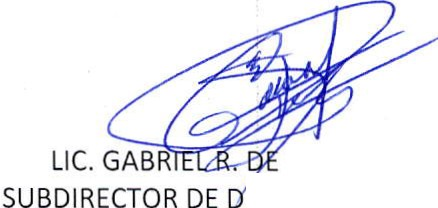 LIC. GABRIEL R. DE
SUBDIRECTOR DE D